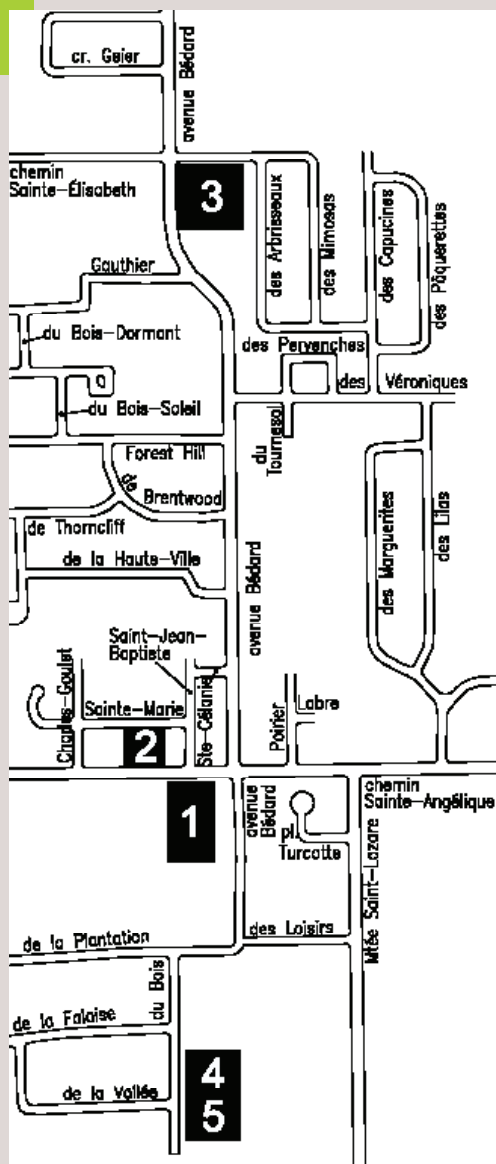 cr. Geier
avenue Bédard
chemin
Sainte-Élisabeth
3
des Arbrisseaux
des Mimosas
des Capucines
des Pâquerettes
Gauthier
du Bois-Dormant
des Pervenches
des Véroniques
du Bois-Soleil
du
Tournesol
Forest Hill
de
Brentwood
de Thorncliff
de la Haute-Ville
avenue Bédard
des Marguerites
des Lilas
Saint-Jean-
Baptiste
Charles-Goulet
Sainte-Marie
Ste-Célanie
Poirier
Labre
2
1
avenue
Bédard
chemin
Sainte-Angélique
pl.
Turcotte
Mtée Saint-Lazare
des Loisirs
de la Plantation
du Bois
de la Falaise
de la Vallée
4
5